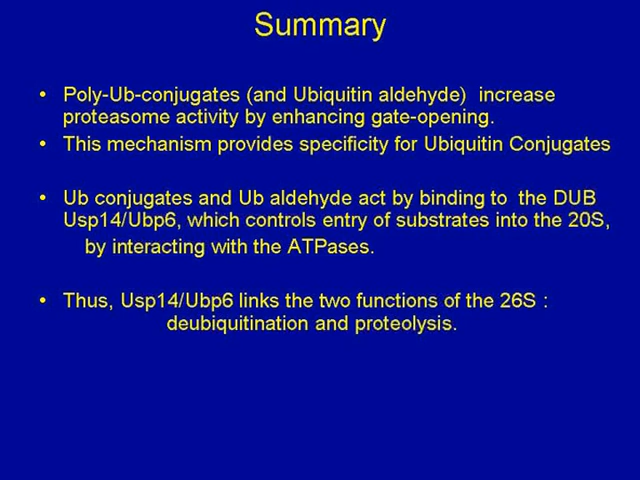 Summary
• Poly-Ub-conjugates (and Ubiquitin aldehyde) increase
proteasome activity by enhancing gate-opening.
• This mechanism provides specificity for Ubiquitin Conjugates
• Ub conjugates and Ub aldehyde act by binding to the DUB
Usp14/Ubp6, which controls entry of substrates into the 20S,
by interacting with the ATPases.
• Thus, Usp14/Ubp6 links the two functions of the 26S :
deubiquitination and proteolysis.